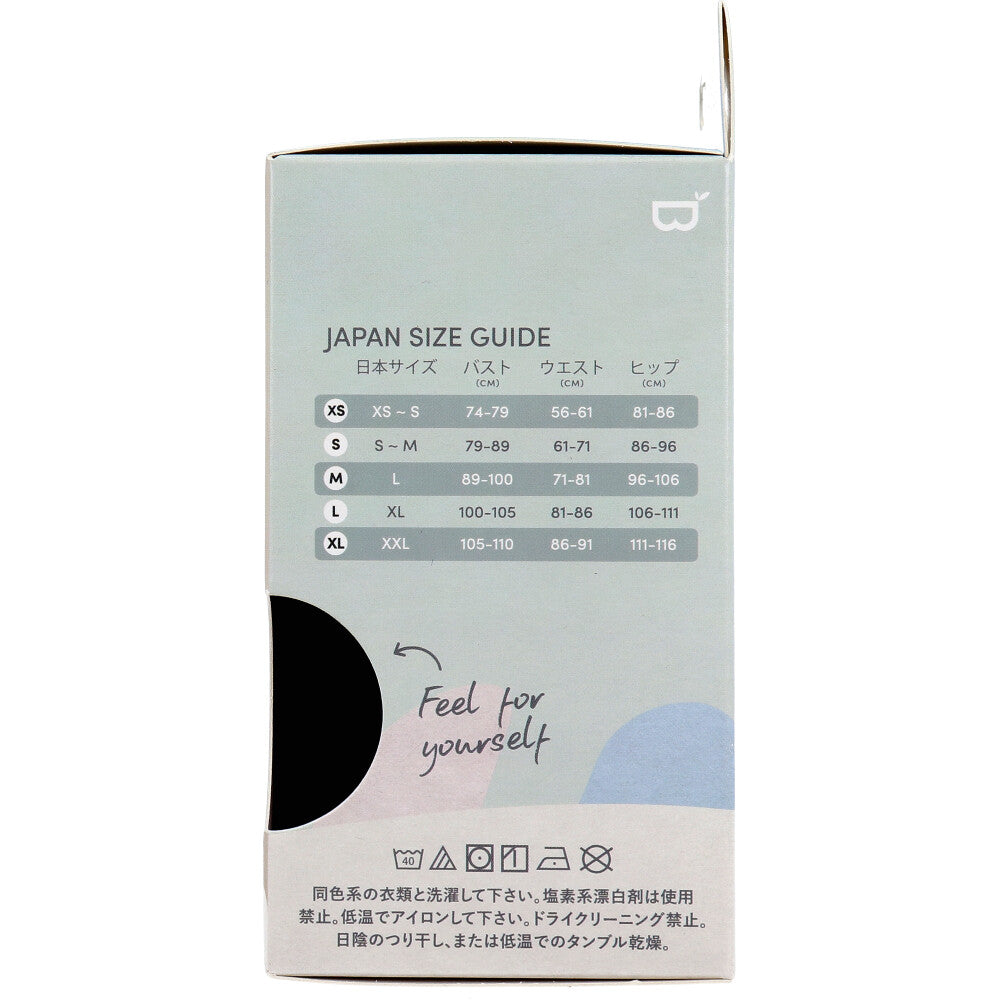 B
JAPAN SIZE GUIDE
日本サイズ バスト ウエスト ヒップ
(CM) (CM) (CM)
XS XS ~ S 74-79 56-61 81-86
S S ~ M 79-89 61-71 86-96
M L 89-100 71-81 96-106
L XL 100-105 81-86 106-111
XL XXL 105-110 86-91 111-116
Feel for
yourself
40
同色系の衣類と洗濯して下さい。塩素系漂白剤は使用
禁止。低温でアイロンして下さい。ドライクリーニング禁止。
日陰のつり干し、または低温でのタンブル乾燥。